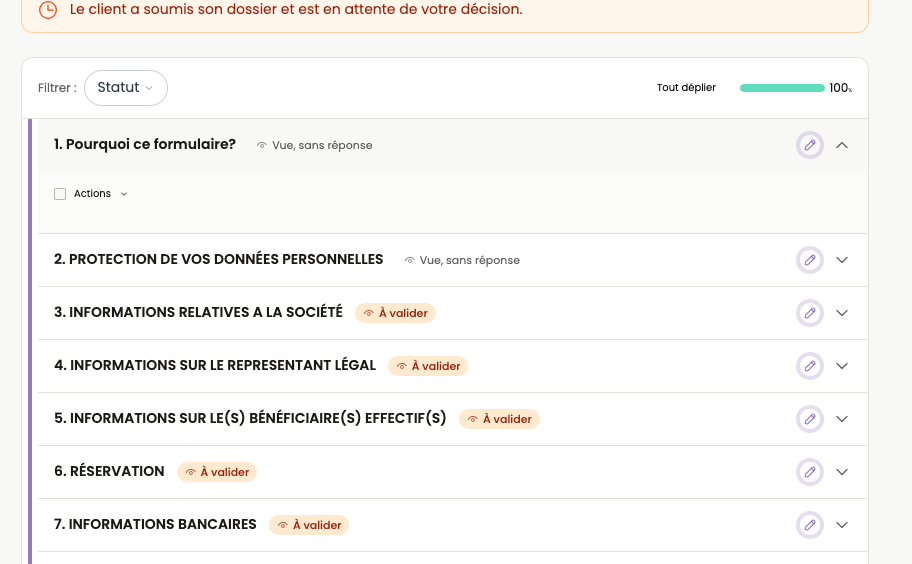 Le client a soumis son dossier et est en attente de votre décision.
Filtrer : Statut Tout déplier 100%
1. Pourquoi ce formulaire? Vue, sans réponse
Actions
2. PROTECTION DE VOS DONNÉES PERSONNELLES Vue, sans réponse
3. INFORMATIONS RELATIVES A LA SOCIÉTÉ À valider
4. INFORMATIONS SUR LE REPRESENTANT LÉGAL À valider
5. INFORMATIONS SUR LE(S) BÉNÉFICIAIRE(S) EFFECTIF(S) À valider
6. RÉSERVATION À valider
7. INFORMATIONS BANCAIRES À valider